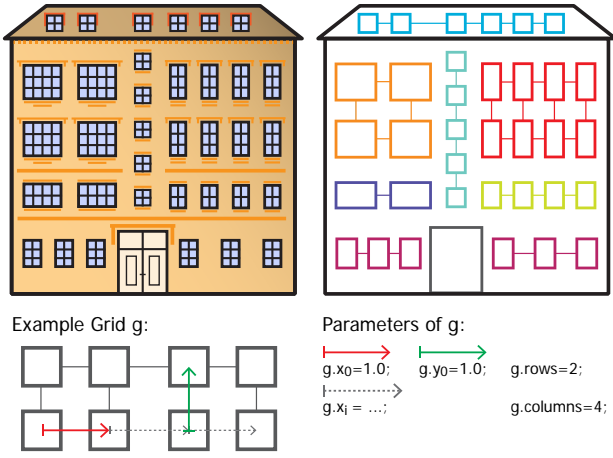 Example Grid g:
Parameters of g:
g.x0=1.0;
g.y0=1.0;
g.rows=2;
g.xi = ...;
g.columns=4;